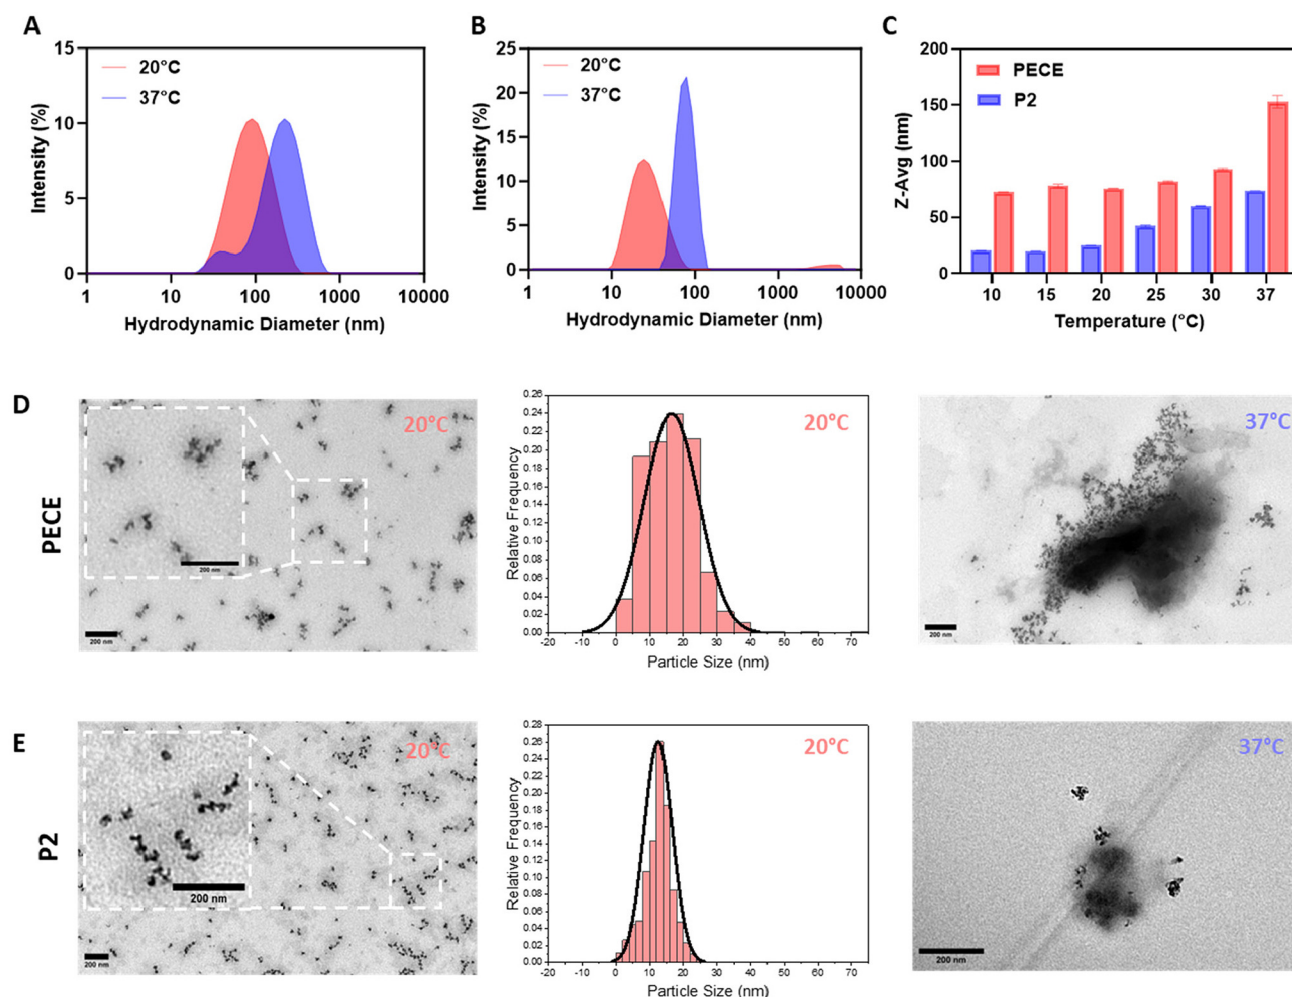 A
15
10
5
0
Intensity (%)
20°C
37°C
1 10 100 1000 10000
Hydrodynamic Diameter (nm)
B
25
20
15
10
5
0
Intensity (%)
20°C
37°C
1 10 100 1000 10000
Hydrodynamic Diameter (nm)
C
200
150
100
50
0
Z-Avg (nm)
PECE
P2
10 15 20 25 30 37
Temperature (°C)
D
PECE
20°C
200 nm
200 nm
0.26
0.24
0.22
0.20
0.18
0.16
0.14
0.12
0.10
0.08
0.06
0.04
0.02
0.00
Relative Frequency
20°C
-20 -10 0 10 20 30 40 50 60 70
Particle Size (nm)
37°C
200 nm
E
P2
20°C
200 nm
200 nm
0.28
0.26
0.24
0.22
0.20
0.18
0.16
0.14
0.12
0.10
0.08
0.06
0.04
0.02
0.00
Relative Frequency
20°C
-20 -10 0 10 20 30 40 50 60 70
Particle Size (nm)
37°C
200 nm